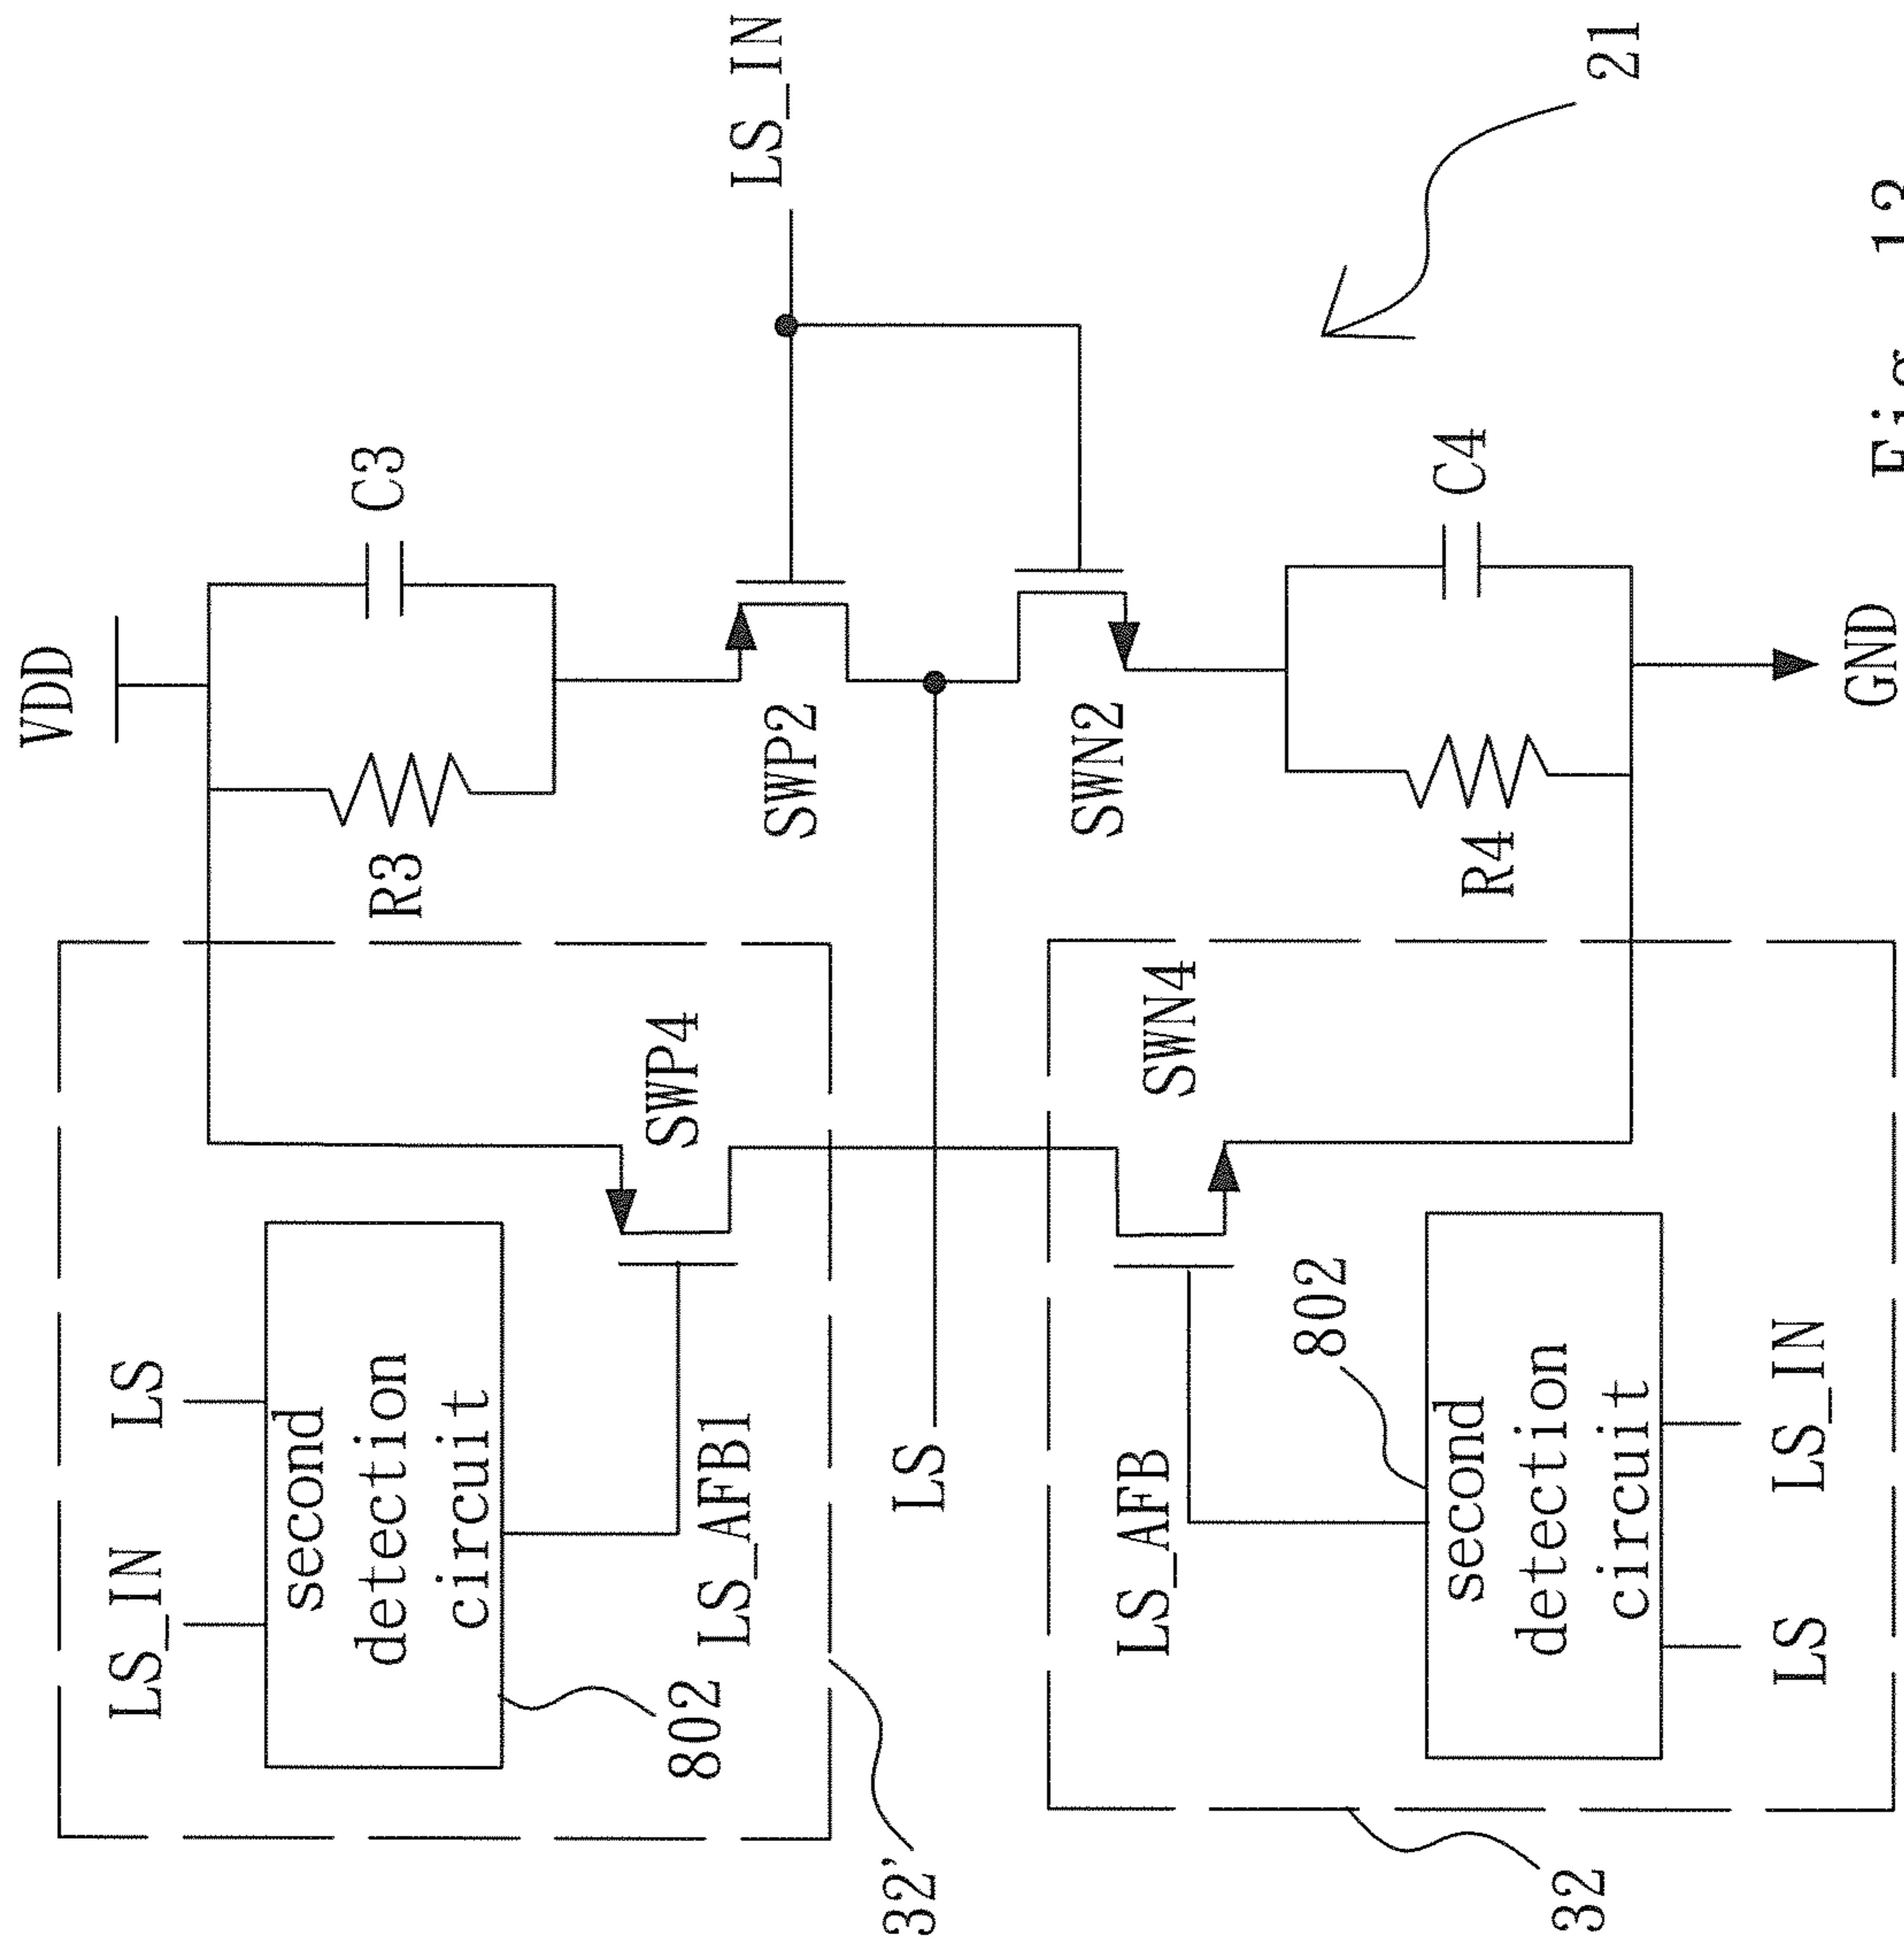 VDD
LS_IN
LS
second
detection
circuit
R3
C3
SWP4
802
LS_AFB1
LS_IN
SWP2
32'
LS
SWN2
LS_AFB
SWN4
802
second
detection
circuit
R4
C4
32
21
LS
LS_IN
GND
Fig